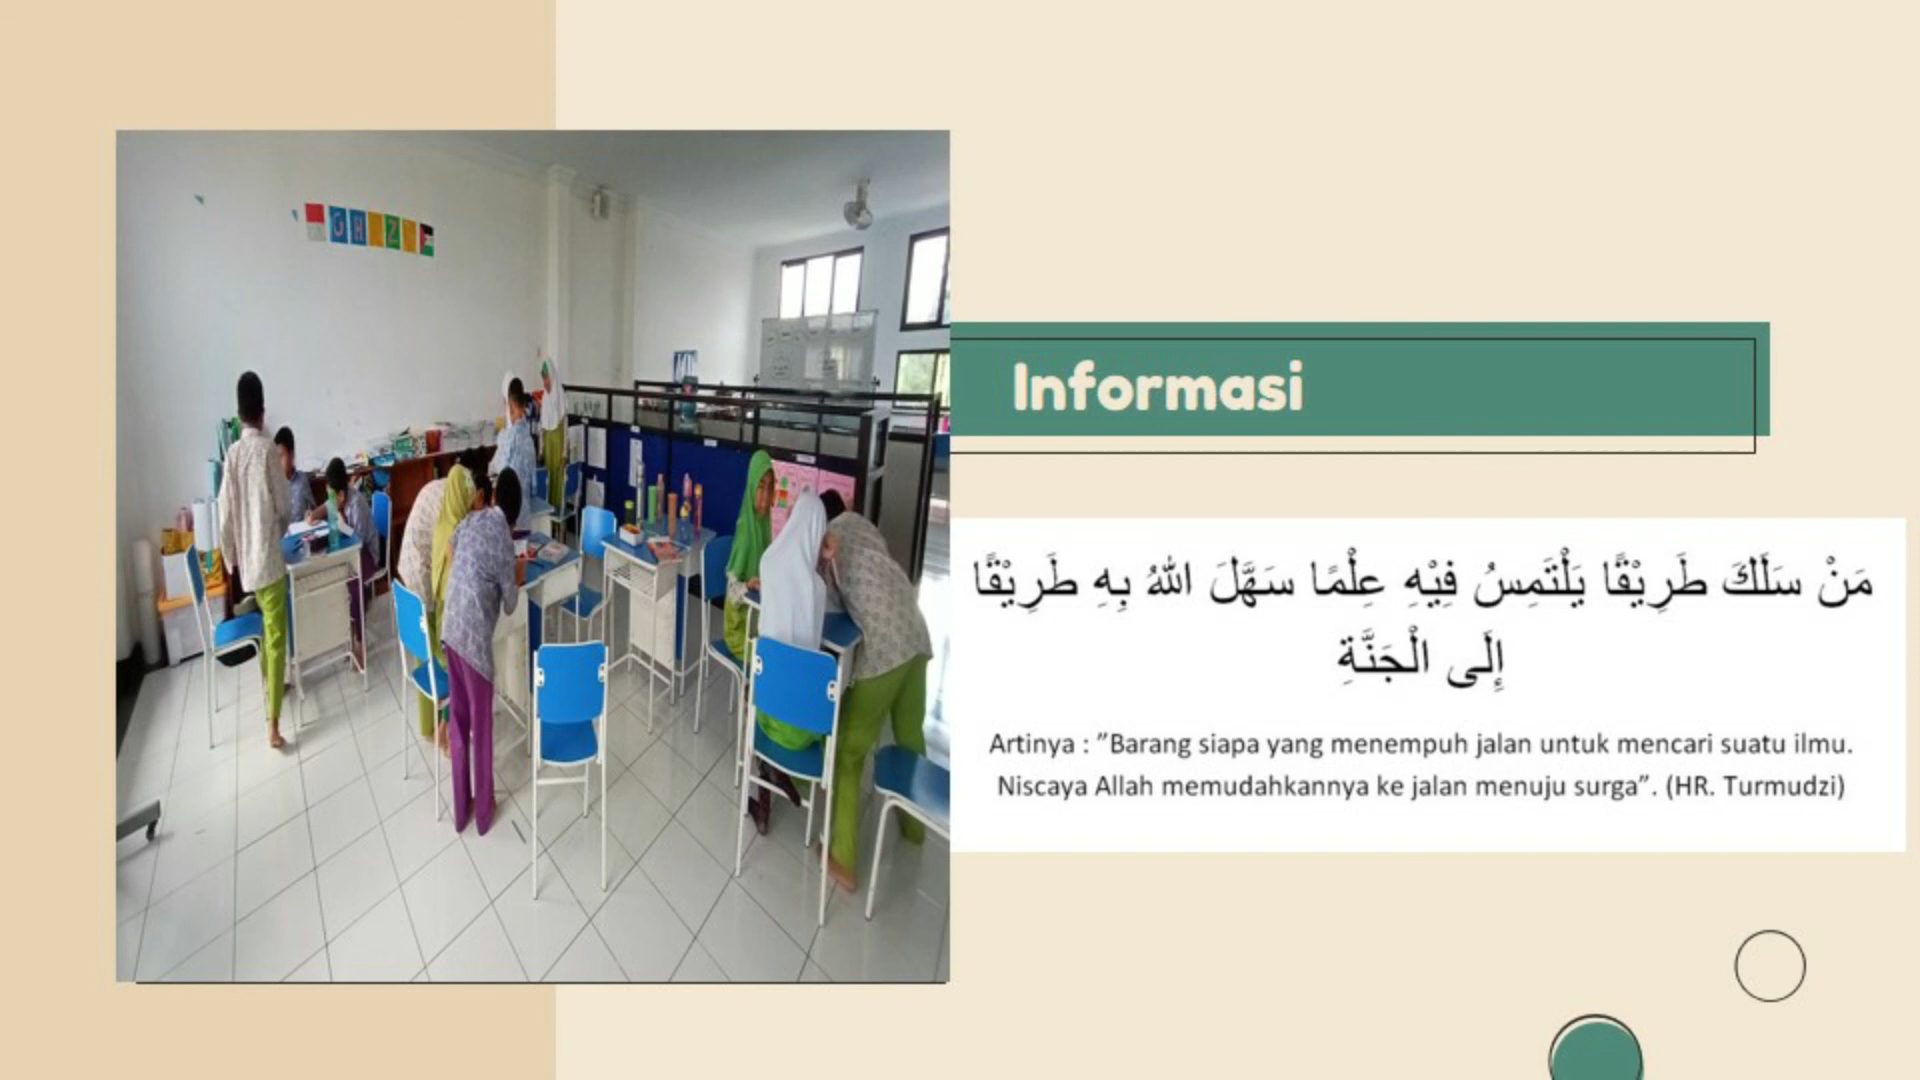 Informasi
مَنْ سَلَكَ طَرِيْقًا يَلْتَمِسُ فِيْهِ عِلْمًا سَهَّلَ اللهُ بِهِ طَرِيْقًا
إِلَى الْجَنَّةِ
Artinya : ”Barang siapa yang menempuh jalan untuk mencari suatu ilmu.
Niscaya Allah memudahkannya ke jalan menuju surga”. (HR. Turmudzi)